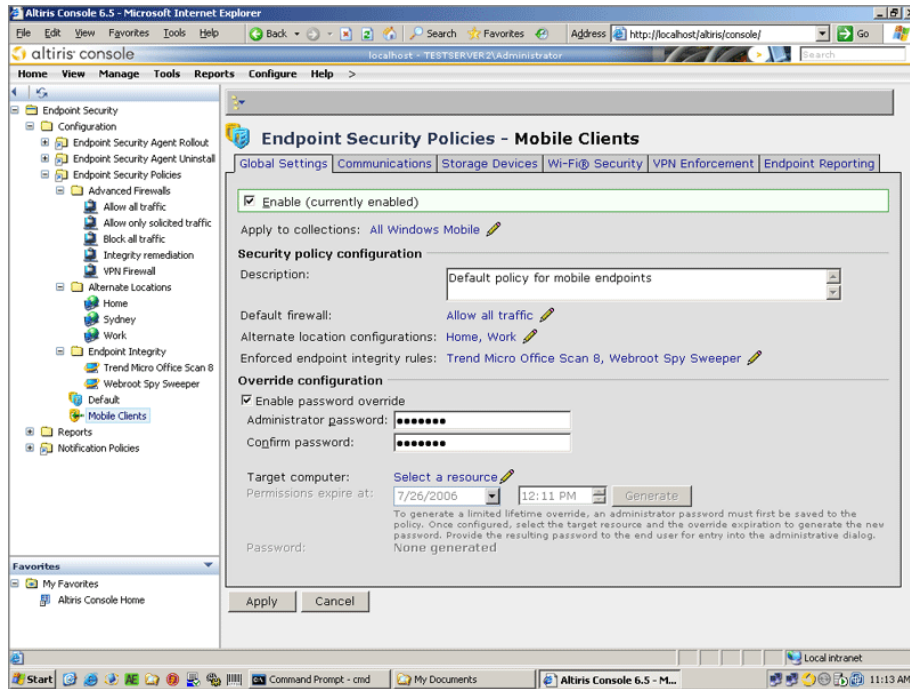 Altiris Console 6.5 - Microsoft Internet Explorer
File Edit View Favorites Tools Help
Back Search Favorites Address http://localhost/altiris/console/ Go
altiris console
localhost - TESTSERVER2\Administrator
Search
Home View Manage Tools Reports Configure Help >
Endpoint Security
Configuration
Endpoint Security Agent Rollout
Endpoint Security Agent Uninstall
Endpoint Security Policies
Advanced Firewalls
Allow all traffic
Allow only solicited traffic
Block all traffic
Integrity remediation
VPN Firewall
Alternate Locations
Home
Sydney
Work
Endpoint Integrity
Trend Micro Office Scan 8
Webroot Spy Sweeper
Default
Mobile Clients
Reports
Notification Policies
Favorites
My Favorites
Altiris Console Home
Endpoint Security Policies - Mobile Clients
Global Settings Communications Storage Devices Wi-Fi® Security VPN Enforcement Endpoint Reporting
Enable (currently enabled)
Apply to collections: All Windows Mobile
Security policy configuration
Description: Default policy for mobile endpoints
Default firewall: Allow all traffic
Alternate location configurations: Home, Work
Enforced endpoint integrity rules: Trend Micro Office Scan 8, Webroot Spy Sweeper
Override configuration
Enable password override
Administrator password: ●●●●●●●
Confirm password: ●●●●●●●
Target computer: Select a resource
Permissions expire at: 7/26/2006 12:11 PM Generate
To generate a limited lifetime override, an administrator password must first be saved to the
policy. Once configured, select the target resource and the override expiration to generate the new
password. Provide the resulting password to the end user for entry into the administrative dialog.
Password: None generated
Apply Cancel
Local intranet
Start Command Prompt - cmd My Documents Altiris Console 6.5 - M... 11:13 AM